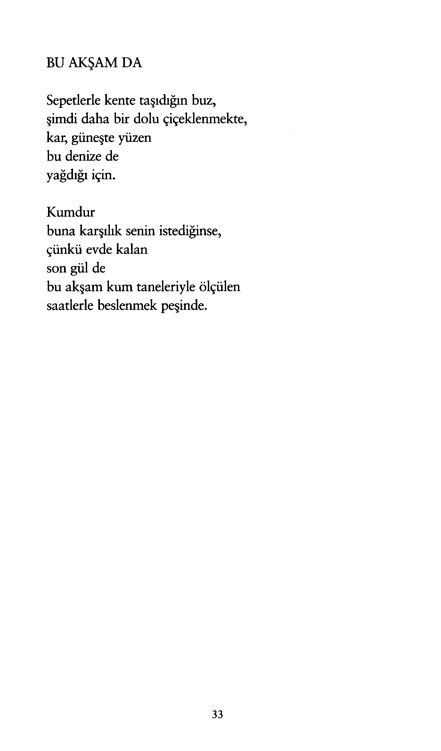 BU AKŞAM DA
Sepetlerle kente taşıdığın buz,
şimdi daha bir dolu çiçeklenmekte,
kar, güneşte yüzen
bu denize de
yağdığı için.
Kumdur
buna karşılık senin istediğinse,
çünkü evde kalan
son gül de
bu akşam kum taneleriyle ölçülen
saatlerle beslenmek peşinde.
33